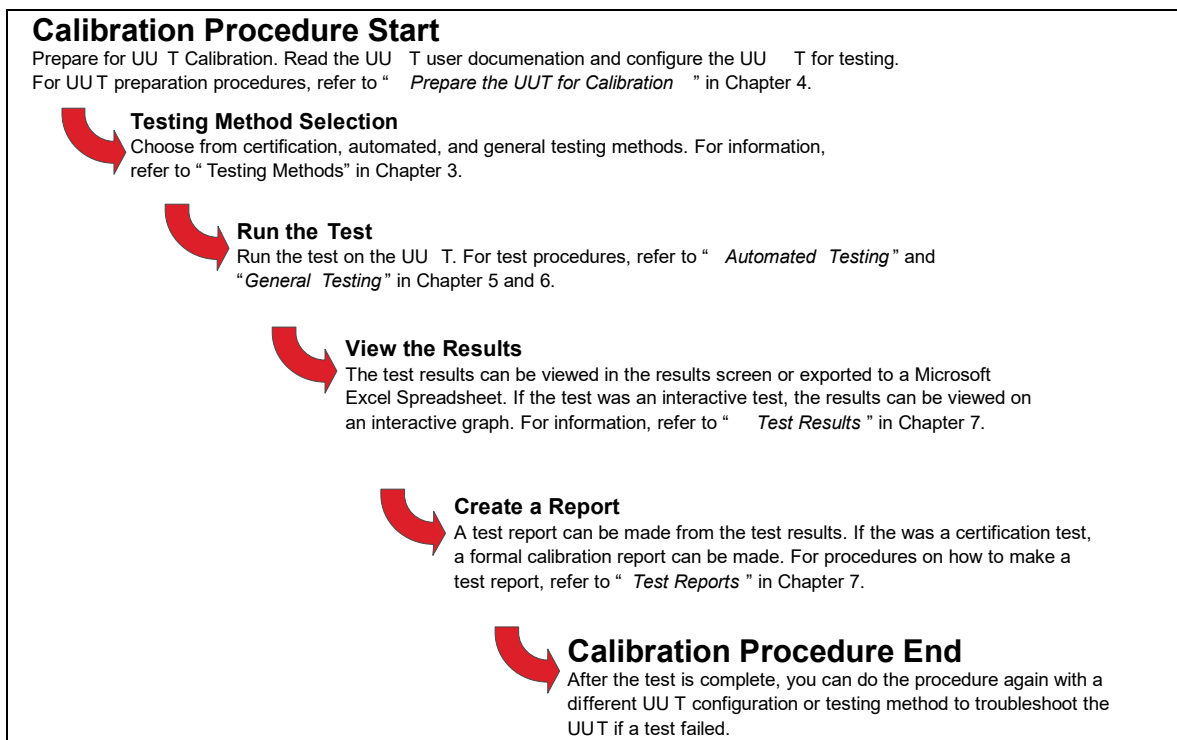 Calibration Procedure Start
Prepare for UU T Calibration. Read the UU T user documenation and configure the UU T for testing.
For UU T preparation procedures, refer to “ Prepare the UUT for Calibration ” in Chapter 4.
Testing Method Selection
Choose from certification, automated, and general testing methods. For information,
refer to “ Testing Methods” in Chapter 3.
Run the Test
Run the test on the UU T. For test procedures, refer to “ Automated Testing ” and
“General Testing ” in Chapter 5 and 6.
View the Results
The test results can be viewed in the results screen or exported to a Microsoft
Excel Spreadsheet. If the test was an interactive test, the results can be viewed on
an interactive graph. For information, refer to “ Test Results ” in Chapter 7.
Create a Report
A test report can be made from the test results. If the was a certification test,
a formal calibration report can be made. For procedures on how to make a
test report, refer to “ Test Reports ” in Chapter 7.
Calibration Procedure End
After the test is complete, you can do the procedure again with a
different UU T configuration or testing method to troubleshoot the
UU T if a test failed.